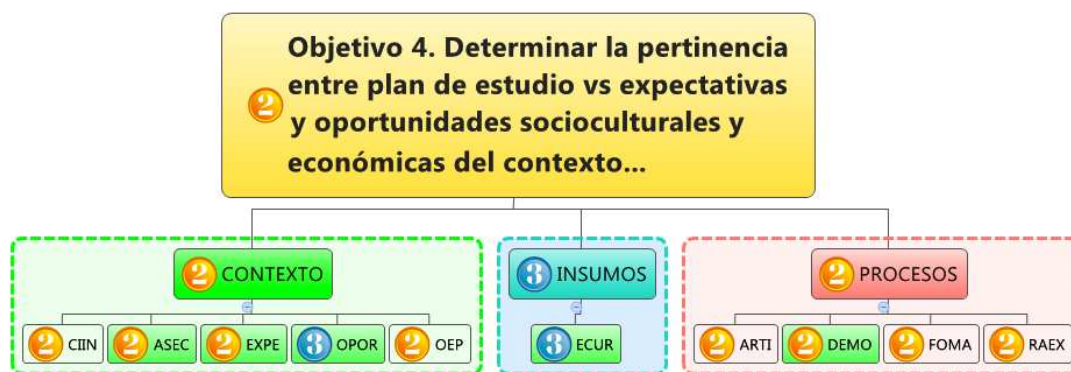 Objetivo 4. Determinar la pertinencia
entre plan de estudio vs expectativas
2 y oportunidades socioculturales y
económicas del contexto...
2 CONTEXTO
3 INSUMOS
2 PROCESOS
2 CIIN
2 ASEC
2 EXPE
3 OPOR
2 OEP
3 ECUR
2 ARTI
2 DEMO
2 FOMA
2 RAEX